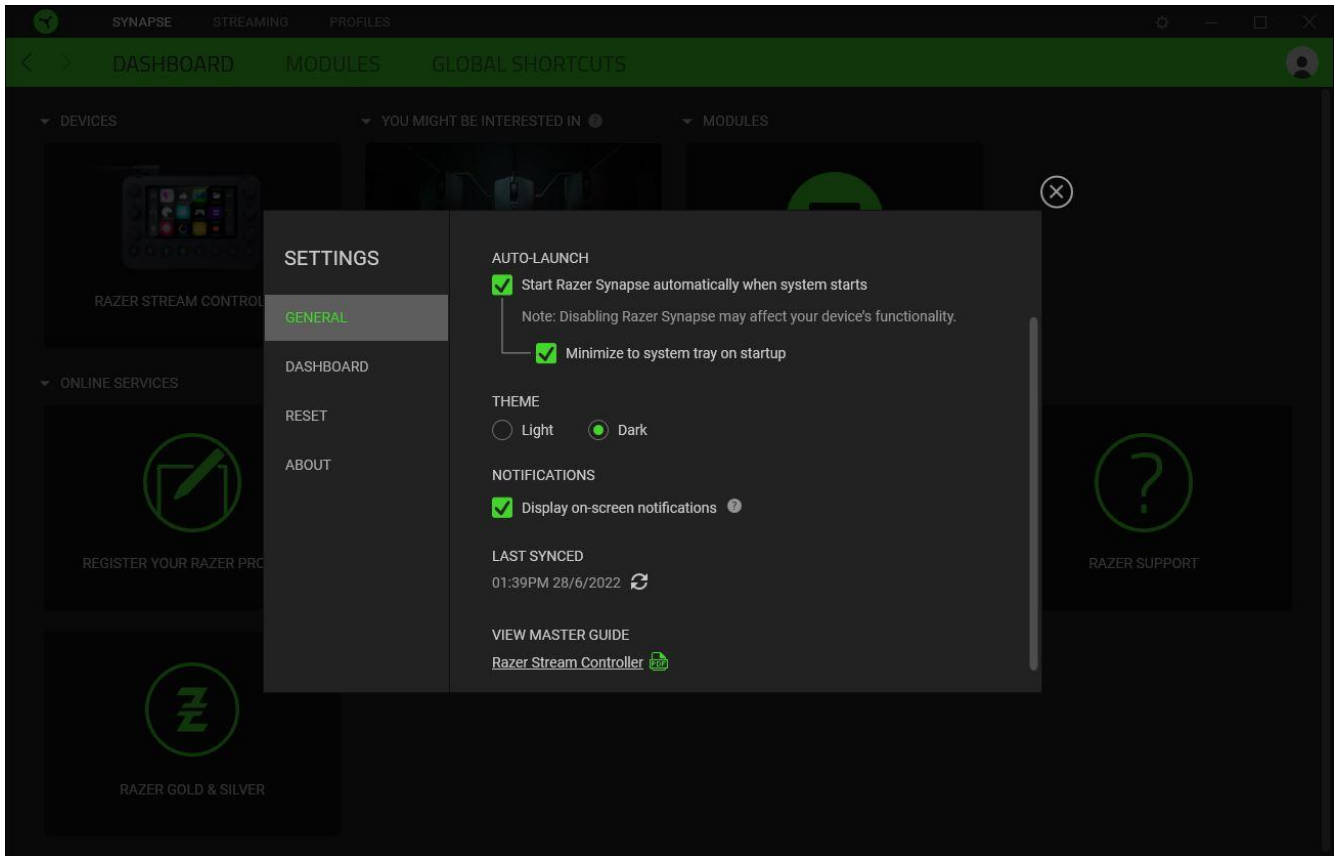 SYNAPSE STREAMING PROFILES
DASHBOARD MODULES GLOBAL SHORTCUTS
DEVICES
YOU MIGHT BE INTERESTED IN ?
MODULES
RAZER STREAM CONTROL
ONLINE SERVICES
REGISTER YOUR RAZER PRO
RAZER SUPPORT
RAZER GOLD & SILVER
SETTINGS
GENERAL
DASHBOARD
RESET
ABOUT
AUTO-LAUNCH
Start Razer Synapse automatically when system starts
Note: Disabling Razer Synapse may affect your device's functionality.
Minimize to system tray on startup
THEME
Light Dark
NOTIFICATIONS
Display on-screen notifications ?
LAST SYNCED
01:39PM 28/6/2022
VIEW MASTER GUIDE
Razer Stream Controller PDF